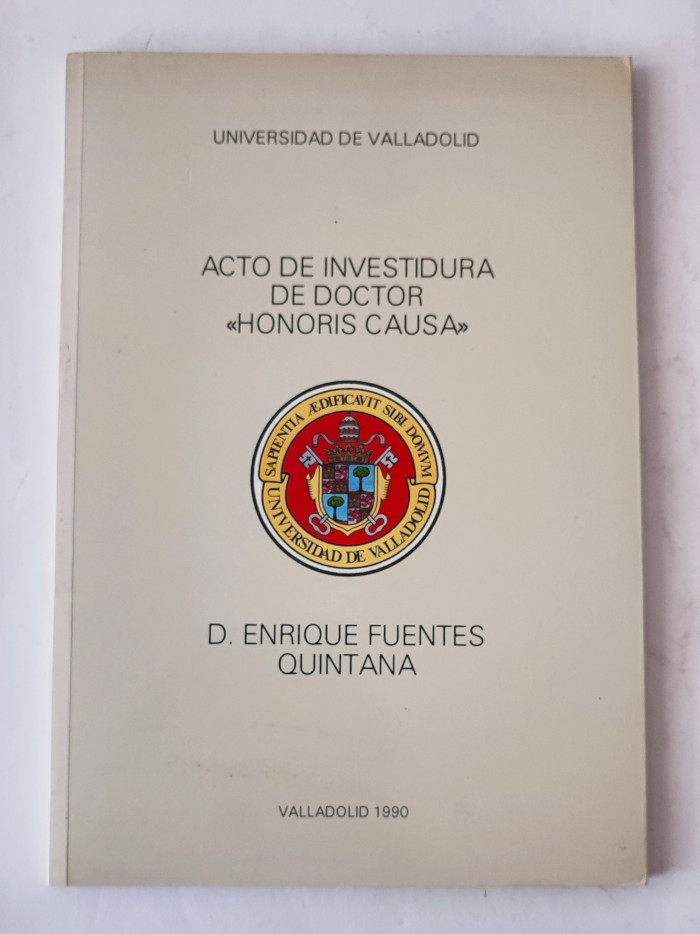 UNIVERSIDAD DE VALLADOLID
ACTO DE INVESTIDURA
DE DOCTOR
«HONORIS CAUSA»
SAPIENTIA ÆDIFICAVIT SIBI DOMVM
UNIVERSIDAD DE VALLADOLID
D. ENRIQUE FUENTES
QUINTANA
VALLADOLID 1990